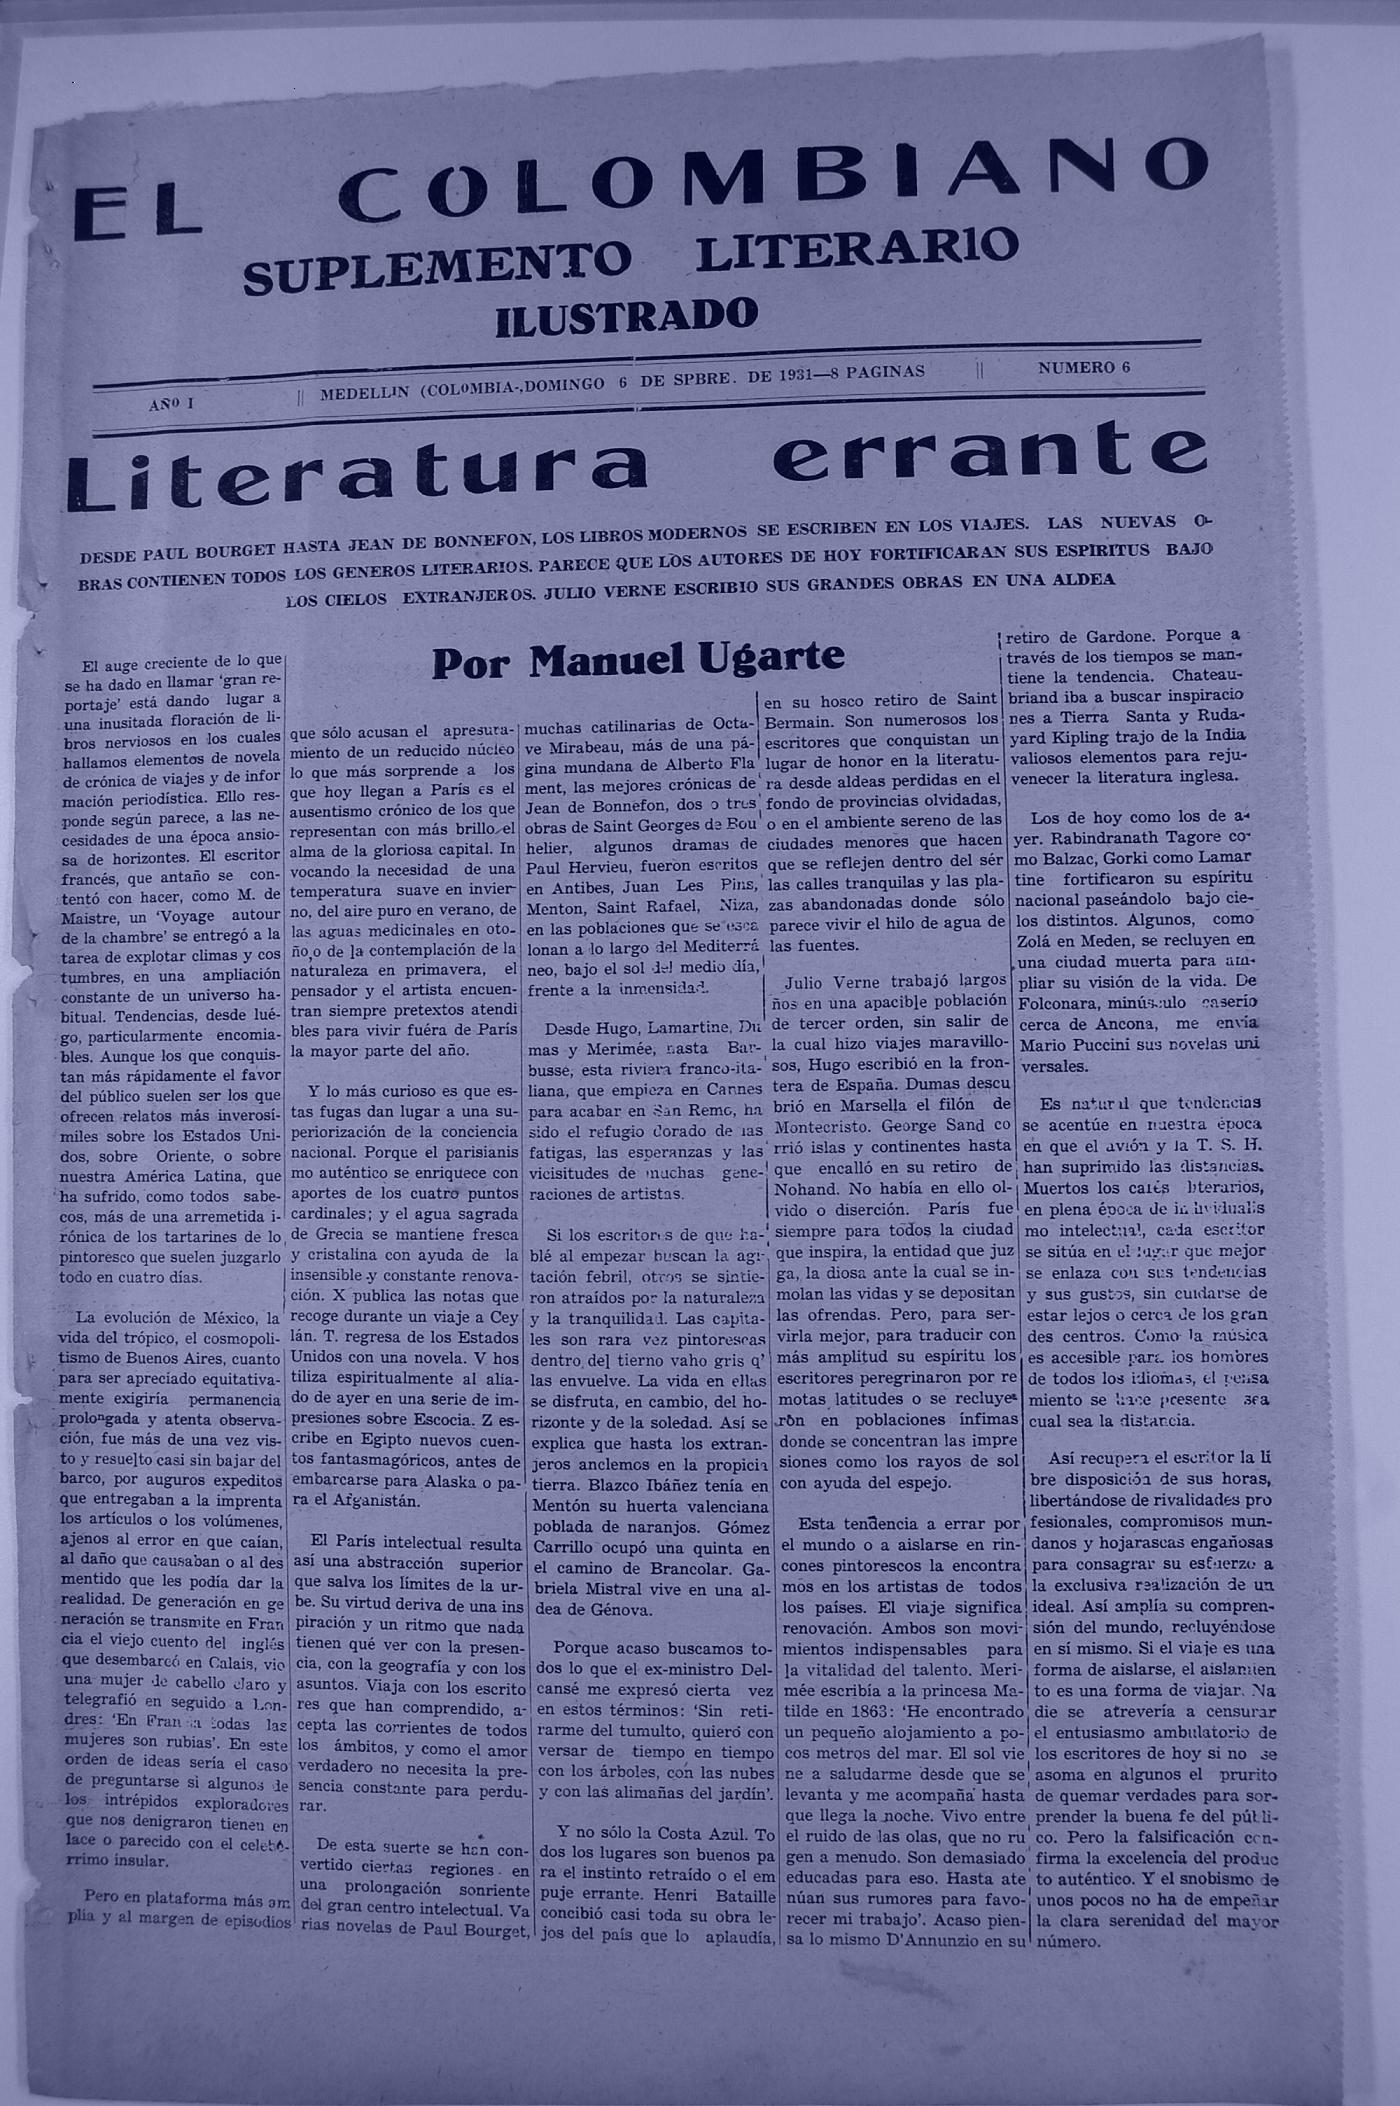 EL COLOMBIANO
SUPLEMENTO LITERARIO
ILUSTRADO
AÑO I || MEDELLIN (COLOMBIA-,DOMINGO 6 DE SPBRE. DE 1931—8 PAGINAS || NUMERO 6
Literatura errante
DESDE PAUL BOURGET HASTA JEAN DE BONNEFON, LOS LIBROS MODERNOS SE ESCRIBEN EN LOS VIAJES. LAS NUEVAS O-
BRAS CONTIENEN TODOS LOS GENEROS LITERARIOS. PARECE QUE LOS AUTORES DE HOY FORTIFICARAN SUS ESPIRITUS BAJO
LOS CIELOS EXTRANJEROS. JULIO VERNE ESCRIBIO SUS GRANDES OBRAS EN UNA ALDEA
Por Manuel Ugarte
El auge creciente de lo que
se ha dado en llamar 'gran re-
portaje' está dando lugar a
una inusitada floración de li-
bros nerviosos en los cuales
hallamos elementos de novela
de crónica de viajes y de infor
mación periodística. Ello res-
ponde según parece, a las ne-
cesidades de una época ansio-
sa de horizontes. El escritor
francés, que antaño se con-
tentó con hacer, como M. de
Maistre, un 'Voyage autour
de la chambre' se entregó a la
tarea de explotar climas y cos
tumbres, en una ampliación
constante de un universo ha-
bitual. Tendencias, desde lué-
go, particularmente encomia-
bles. Aunque los que conquis-
tan más rápidamente el favor
del público suelen ser los que
ofrecen relatos más inverosí-
miles sobre los Estados Uni-
dos, sobre Oriente, o sobre
nuestra América Latina, que
ha sufrido, como todos sabe-
cos, más de una arremetida i-
rónica de los tartarines de lo
pintoresco que suelen juzgarlo
todo en cuatro días.
La evolución de México, la
vida del trópico, el cosmopoli-
tismo de Buenos Aires, cuanto
para ser apreciado equitativa-
mente exigiría permanencia
prolongada y atenta observa-
ción, fue más de una vez vis-
to y resuelto casi sin bajar del
barco, por auguros expeditos
que entregaban a la imprenta
los artículos o los volúmenes,
ajenos al error en que caían,
al daño que causaban o al des
mentido que les podía dar la
realidad. De generación en ge
neración se transmite en Fran
cia el viejo cuento del inglés
que desembarcó en Calais, vio
una mujer de cabello claro y
telegrafió en seguido a Lon-
dres: 'En Francia todas las
mujeres son rubias'. En este
orden de ideas sería el caso
de preguntarse si algunos de
los intrépidos exploradores
que nos denigraron tienen en
lace o parecido con el celebé-
rrimo insular.
Pero en plataforma más am
plia y al margen de episodios
que sólo acusan el apresura-
miento de un reducido núcleo
lo que más sorprende a los
que hoy llegan a París es el
ausentismo crónico de los que
representan con más brillo el
alma de la gloriosa capital. In
vocando la necesidad de una
temperatura suave en invier-
no, del aire puro en verano, de
las aguas medicinales en oto-
ño,o de la contemplación de la
naturaleza en primavera, el
pensador y el artista encuen-
tran siempre pretextos atendi
bles para vivir fuéra de París
la mayor parte del año.
Y lo más curioso es que es-
tas fugas dan lugar a una su-
periorización de la conciencia
nacional. Porque el parisianis
mo auténtico se enriquece con
aportes de los cuatro puntos
cardinales; y el agua sagrada
de Grecia se mantiene fresca
y cristalina con ayuda de la
insensible y constante renova-
ción. X publica las notas que
recoge durante un viaje a Cey
lán. T. regresa de los Estados
Unidos con una novela. V hos
tiliza espiritualmente al alia-
do de ayer en una serie de im-
presiones sobre Escocia. Z es-
cribe en Egipto nuevos cuen-
tos fantasmagóricos, antes de
embarcarse para Alaska o pa-
ra el Afganistán.
El París intelectual resulta
así una abstracción superior
que salva los límites de la ur-
be. Su virtud deriva de una ins
piración y un ritmo que nada
tienen qué ver con la presen-
cia, con la geografía y con los
asuntos. Viaja con los escrito
res que han comprendido, a-
cepta las corrientes de todos
los ámbitos, y como el amor
verdadero no necesita la pre-
sencia constante para perdu-
rar.
De esta suerte se han con-
vertido ciertas regiones en
una prolongación sonriente
del gran centro intelectual. Va
rias novelas de Paul Bourget,
muchas catilinarias de Octa-
ve Mirabeau, más de una pá-
gina mundana de Alberto Fla
ment, las mejores crónicas de
Jean de Bonnefon, dos o tres
obras de Saint Georges de Bou
helier, algunos dramas de
Paul Hervieu, fueron escritos
en Antibes, Juan Les Pins,
Menton, Saint Rafael, Niza,
en las poblaciones que se esca
lonan a lo largo del Mediterrá
neo, bajo el sol del medio día,
frente a la inmensidad.
Desde Hugo, Lamartine, Du
mas y Merimée, hasta Bar-
busse, esta riviera franco-ita-
liana, que empieza en Cannes
para acabar en San Remo, ha
sido el refugio dorado de las
fatigas, las esperanzas y las
vicisitudes de muchas gene-
raciones de artistas.
Si los escritores de que ha-
blé al empezar buscan la agi-
tación febril, otros se sintie-
ron atraídos por la naturaleza
y la tranquilidad. Las capita-
les son rara vez pintorescas
dentro del tierno vaho gris q'
las envuelve. La vida en ellas
se disfruta, en cambio, del ho-
rizonte y de la soledad. Así se
explica que hasta los extran-
jeros anclemos en la propicia
tierra. Blazco Ibáñez tenía en
Mentón su huerta valenciana
poblada de naranjos. Gómez
Carrillo ocupó una quinta en
el camino de Brancolar. Ga-
briela Mistral vive en una al-
dea de Génova.
Porque acaso buscamos to-
dos lo que el ex-ministro Del-
cansé me expresó cierta vez
en estos términos: 'Sin reti-
rarme del tumulto, quiero con
versar de tiempo en tiempo
con los árboles, con las nubes
y con las alimañas del jardín'.
Y no sólo la Costa Azul. To
dos los lugares son buenos pa
ra el instinto retraído o el em
puje errante. Henri Bataille
concibió casi toda su obra le-
jos del país que lo aplaudía,
en su hosco retiro de Saint
Bermain. Son numerosos los
escritores que conquistan un
lugar de honor en la literatu-
ra desde aldeas perdidas en el
fondo de provincias olvidadas,
o en el ambiente sereno de las
ciudades menores que hacen
que se reflejen dentro del sér
las calles tranquilas y las pla-
zas abandonadas donde sólo
parece vivir el hilo de agua de
las fuentes.
Julio Verne trabajó largos
ños en una apacible población
de tercer orden, sin salir de
la cual hizo viajes maravillo-
sos, Hugo escribió en la fron-
tera de España. Dumas descu
brió en Marsella el filón de
Montecristo. George Sand co
rrió islas y continentes hasta
que encalló en su retiro de
Nohand. No había en ello ol-
vido o diserción. París fue
siempre para todos la ciudad
que inspira, la entidad que juz
ga, la diosa ante la cual se in-
molan las vidas y se depositan
las ofrendas. Pero, para ser-
virla mejor, para traducir con
más amplitud su espíritu los
escritores peregrinaron por re
motas latitudes o se recluye-
rón en poblaciones ínfimas
donde se concentran las impre
siones como los rayos de sol
con ayuda del espejo.
Esta tendencia a errar por
el mundo o a aislarse en rin-
cones pintorescos la encontra
mos en los artistas de todos
los países. El viaje significa
renovación. Ambos son movi-
mientos indispensables para
la vitalidad del talento. Meri-
mée escribía a la princesa Ma-
tilde en 1863: 'He encontrado
un pequeño alojamiento a po-
cos metros del mar. El sol vie
ne a saludarme desde que se
levanta y me acompaña hasta
que llega la noche. Vivo entre
el ruido de las olas, que no ru
gen a menudo. Son demasiado
educadas para eso. Hasta ate
núan sus rumores para favo-
recer mi trabajo'. Acaso pien-
sa lo mismo D'Annunzio en su
retiro de Gardone. Porque a
través de los tiempos se man-
tiene la tendencia. Chateau-
briand iba a buscar inspiracio
nes a Tierra Santa y Ruda-
yard Kipling trajo de la India
valiosos elementos para reju-
venecer la literatura inglesa.
Los de hoy como los de a-
yer. Rabindranath Tagore co-
mo Balzac, Gorki como Lamar
tine fortificaron su espíritu
nacional paseándolo bajo cie-
los distintos. Algunos, como
Zolá en Meden, se recluyen en
una ciudad muerta para am-
pliar su visión de la vida. De
Folconara, minúsculo caserío
cerca de Ancona, me envía
Mario Puccini sus novelas uni
versales.
Es natural que tendencias
se acentúe en nuestra época
en que el avión y la T. S. H.
han suprimido las distancias.
Muertos los cafés literarios,
en plena época de individualis
mo intelectual, cada escritor
se sitúa en el lugar que mejor
se enlaza con sus tendencias
y sus gustos, sin cuidarse de
estar lejos o cerca de los gran
des centros. Como la música
es accesible para los hombres
de todos los idiomas, el pensa
miento se hace presente sea
cual sea la distancia.
Así recupera el escritor la li
bre disposición de sus horas,
libertándose de rivalidades pro
fesionales, compromisos mun-
danos y hojarascas engañosas
para consagrar su esfuerzo a
la exclusiva realización de un
ideal. Así amplía su compren-
sión del mundo, recluyéndose
en sí mismo. Si el viaje es una
forma de aislarse, el aislamien
to es una forma de viajar. Na
die se atrevería a censurar
el entusiasmo ambulatorio de
los escritores de hoy si no se
asoma en algunos el prurito
de quemar verdades para sor-
prender la buena fe del públi-
co. Pero la falsificación con-
firma la excelencia del produc
to auténtico. Y el snobismo de
unos pocos no ha de empeñar
la clara serenidad del mayor
número.